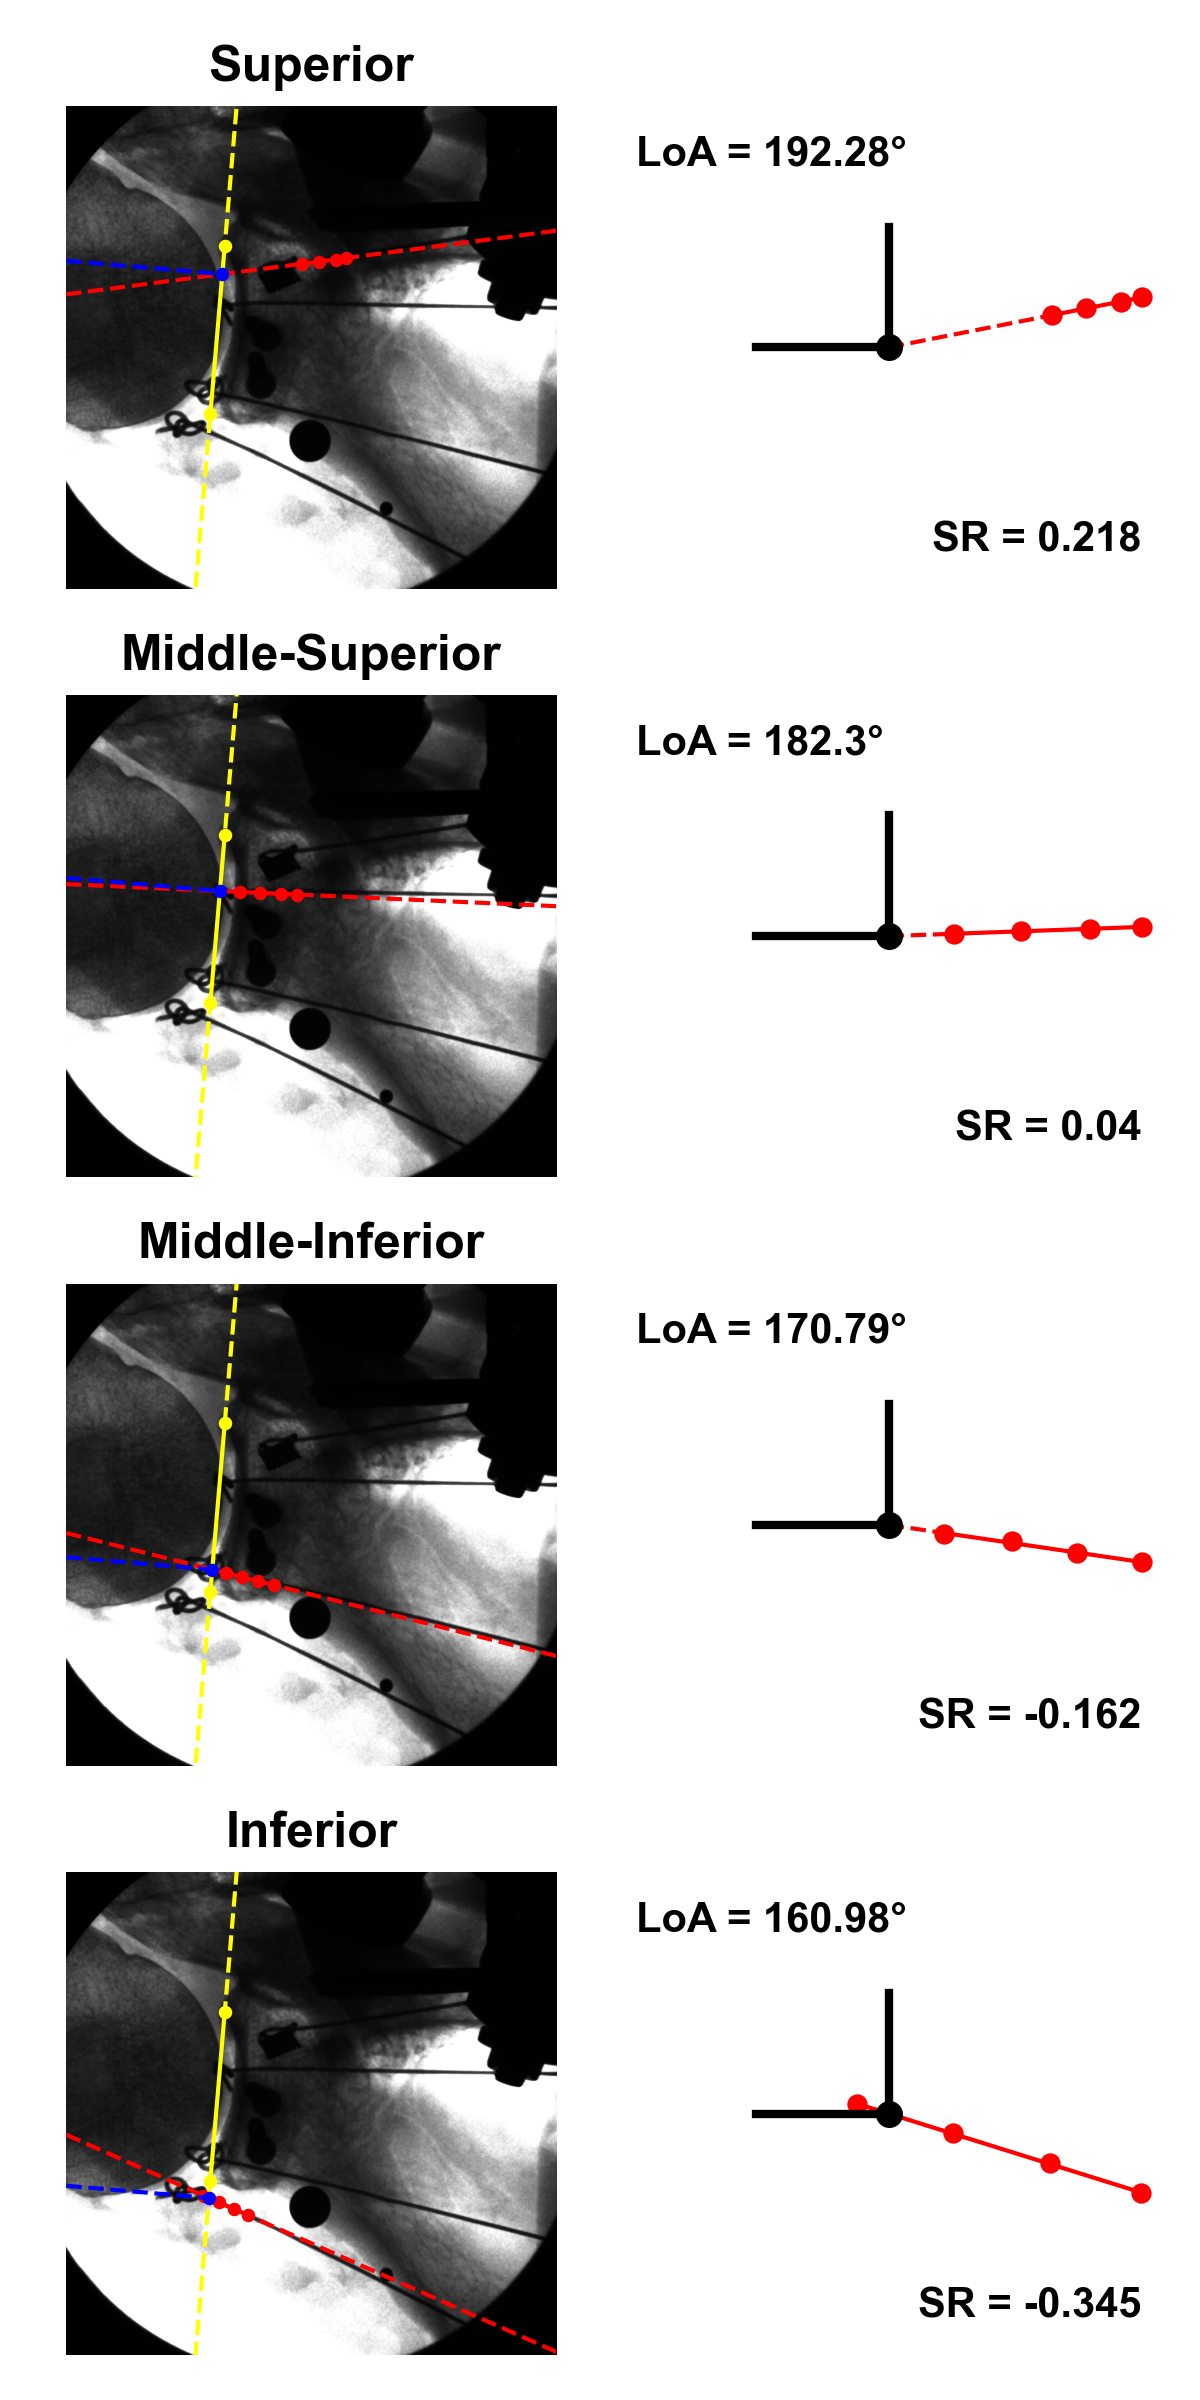 Superior
LoA = 192.28°
SR = 0.218
Middle-Superior
LoA = 182.3°
SR = 0.04
Middle-Inferior
LoA = 170.79°
SR = -0.162
Inferior
LoA = 160.98°
SR = -0.345